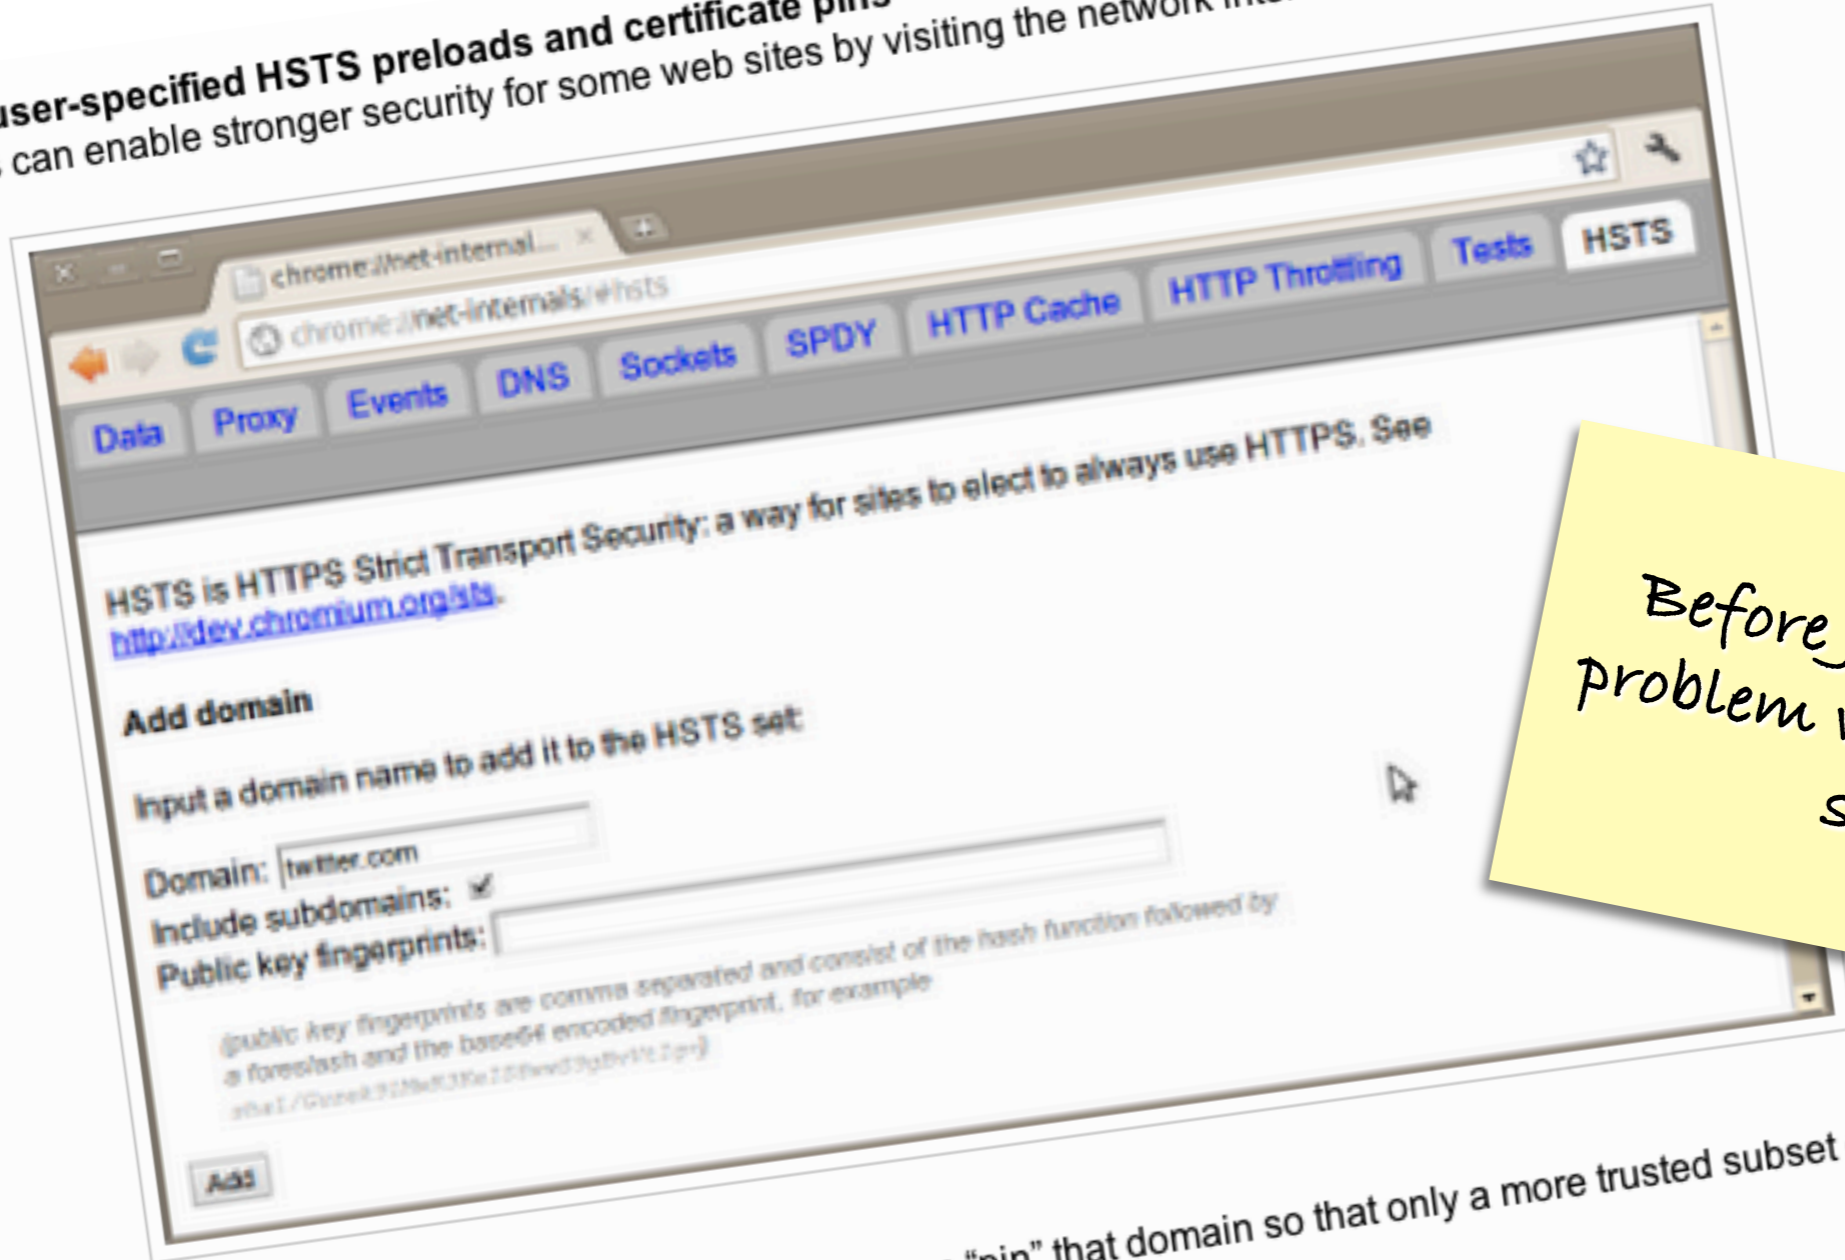 user-specified HSTS preloads and certificate pins
can enable stronger security for some web sites by visiting the network
chrome://net-internal...
chrome://net-internals/#hsts
Data Proxy Events DNS Sockets SPDY HTTP Cache HTTP Throttling Tests HSTS
HSTS is HTTPS Strict Transport Security: a way for sites to elect to always use HTTPS. See
http://dev.chromium.org/sts.
Add domain
Input a domain name to add it to the HSTS set:
Domain: twitter.com
Include subdomains:
Public key fingerprints:
(public key fingerprints are comma separated and consist of the hash function followed by
a foreslash and the base64 encoded fingerprint, for example
Add
Before
problem
"pin" that domain so that only a more trusted subset